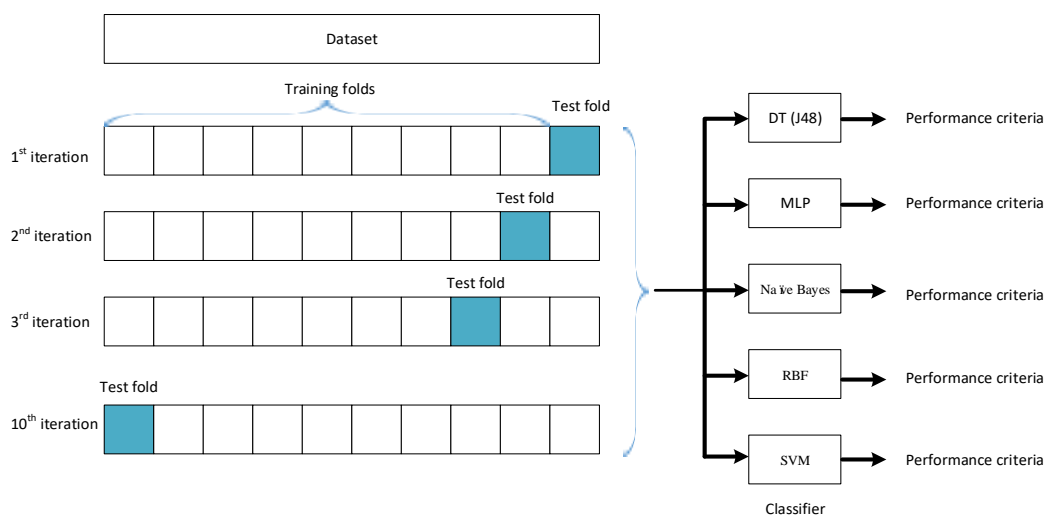 Dataset
Training folds
Test fold
1st iteration
Test fold
2nd iteration
Test fold
3rd iteration
Test fold
10th iteration
DT (J48)
Performance criteria
MLP
Performance criteria
Naïve Bayes
Performance criteria
RBF
Performance criteria
SVM
Performance criteria
Classifier